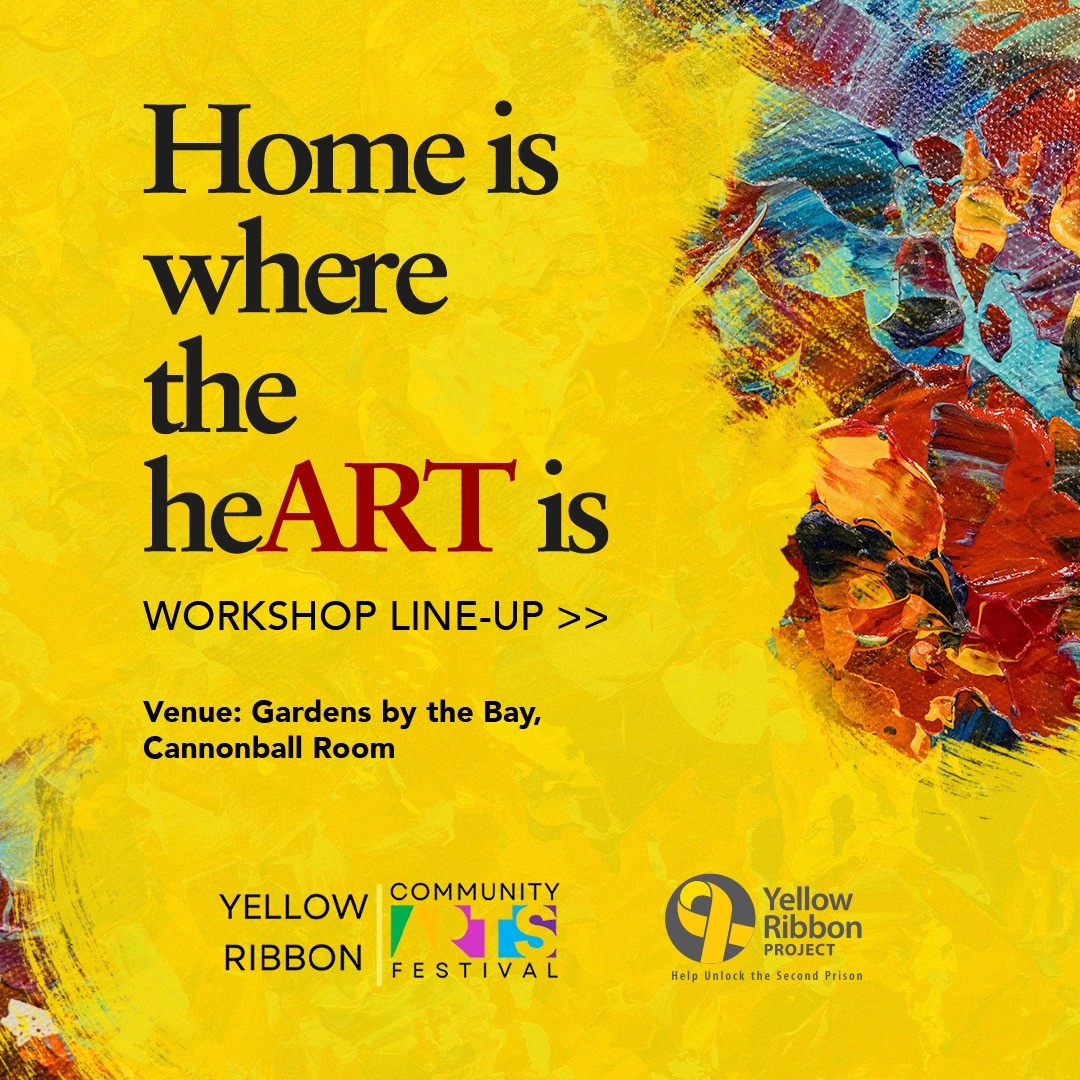 Home is
where
the
heART is
WORKSHOP LINE-UP >>
Venue: Gardens by the Bay,
Cannonball Room
YELLOW
RIBBON
COMMUNITY
ARTS
FESTIVAL
Yellow
Ribbon
PROJECT
Help Unlock the Second Prison